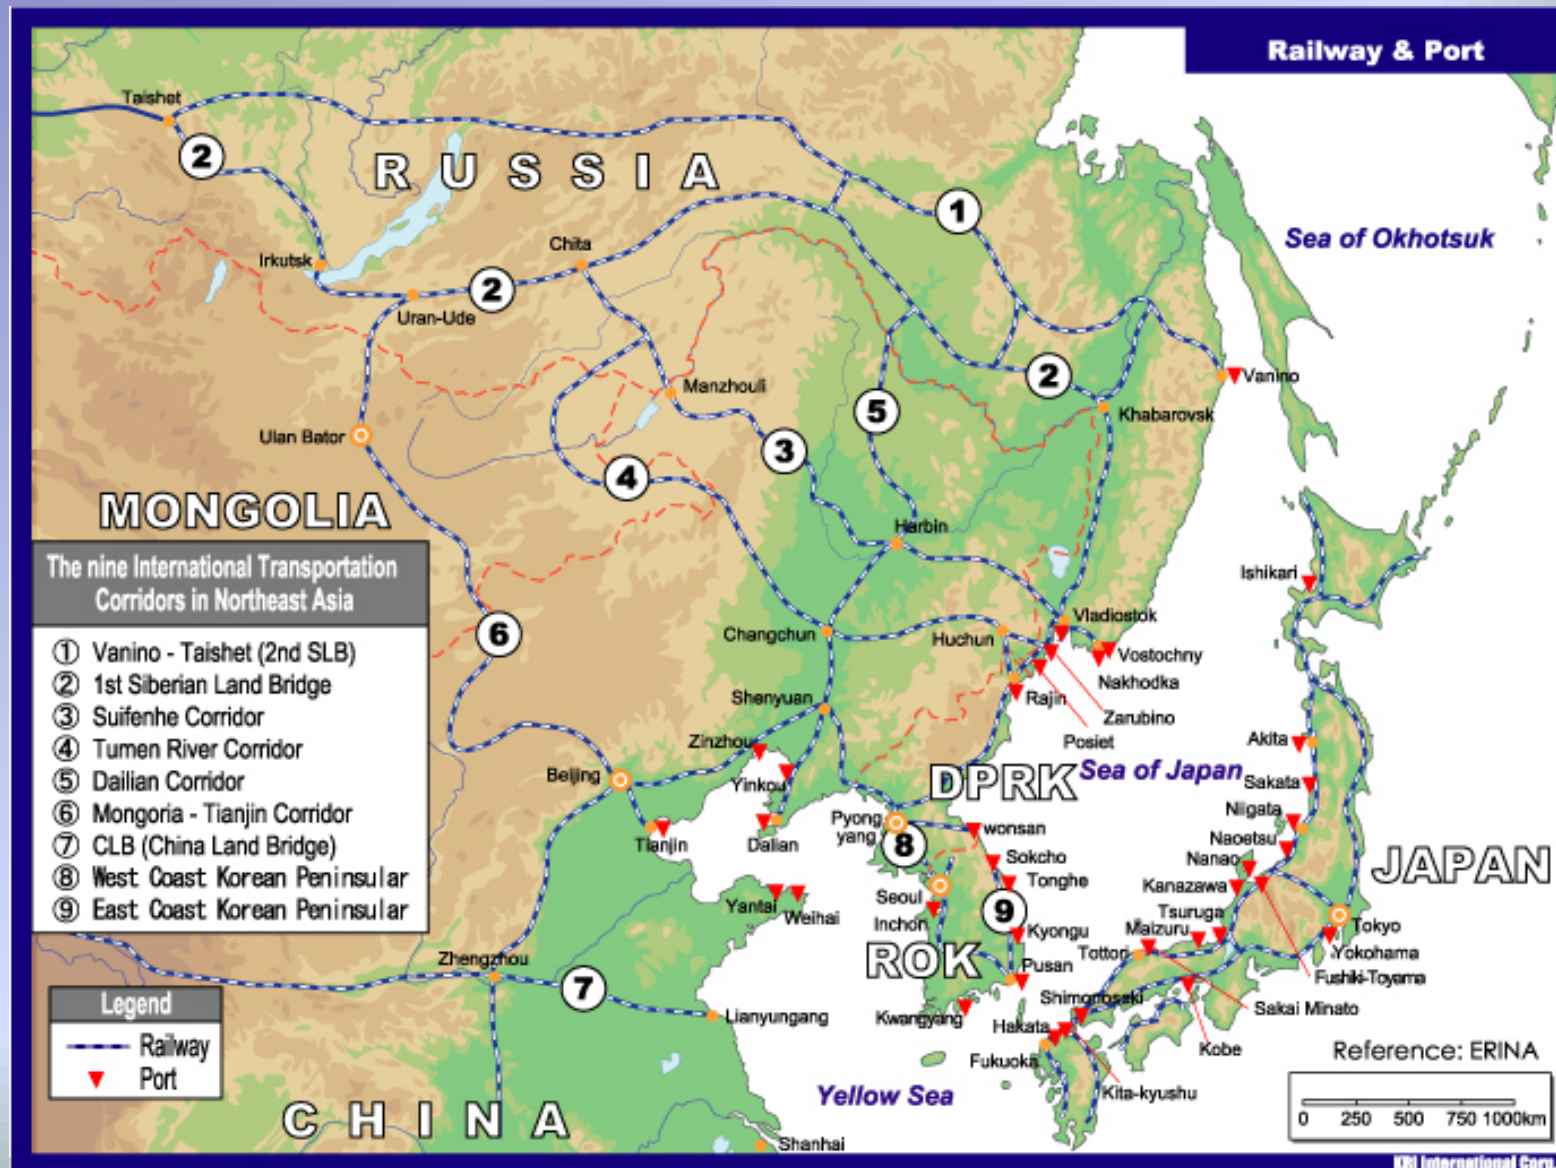 Railway & Port
Taishet
2
RUSSIA
1
Sea of Okhotsuk
Chita
Irkutsk
2
Uran-Ude
Manzhouli
2
Vanino
Khabarovsk
5
Ulan Bator
3
4
MONGOLIA
Harbin
The nine International Transportation
Corridors in Northeast Asia
① Vanino - Taishet (2nd SLB)
② 1st Siberian Land Bridge
③ Suifenhe Corridor
④ Tumen River Corridor
⑤ Dailian Corridor
⑥ Mongoria - Tianjin Corridor
⑦ CLB (China Land Bridge)
⑧ West Coast Korean Peninsular
⑨ East Coast Korean Peninsular
6
Ishikari
Changchun
Huchun
Vladiostok
Vostochny
Nakhodka
Shenyuan
Rajin
Zarubino
Posiet
Zinzhou
Akita
Beijing
Yinkou
DPRK
Sea of Japan
Sakata
Niigata
Tianjin
Dalian
Pyong
yang
8
wonsan
Naoetsu
Sokcho
Nanao
JAPAN
Tonghe
Kanazawa
Yantai
Weihai
Seoul
Inchon
9
Kyongu
Tsuruga
Maizuru
Tokyo
Yokohama
Tottori
Zhengzhou
ROK
Pusan
Fushiki-Toyama
7
Legend
Railway
Port
Lianyungang
Kwangyang
Shimonoseki
Sakai Minato
Hakata
Kobe
Fukuoka
Reference: ERINA
Kita-kyushu
Yellow Sea
0 250 500 750 1000km
CHINA
Shanhai
KRI International Corp